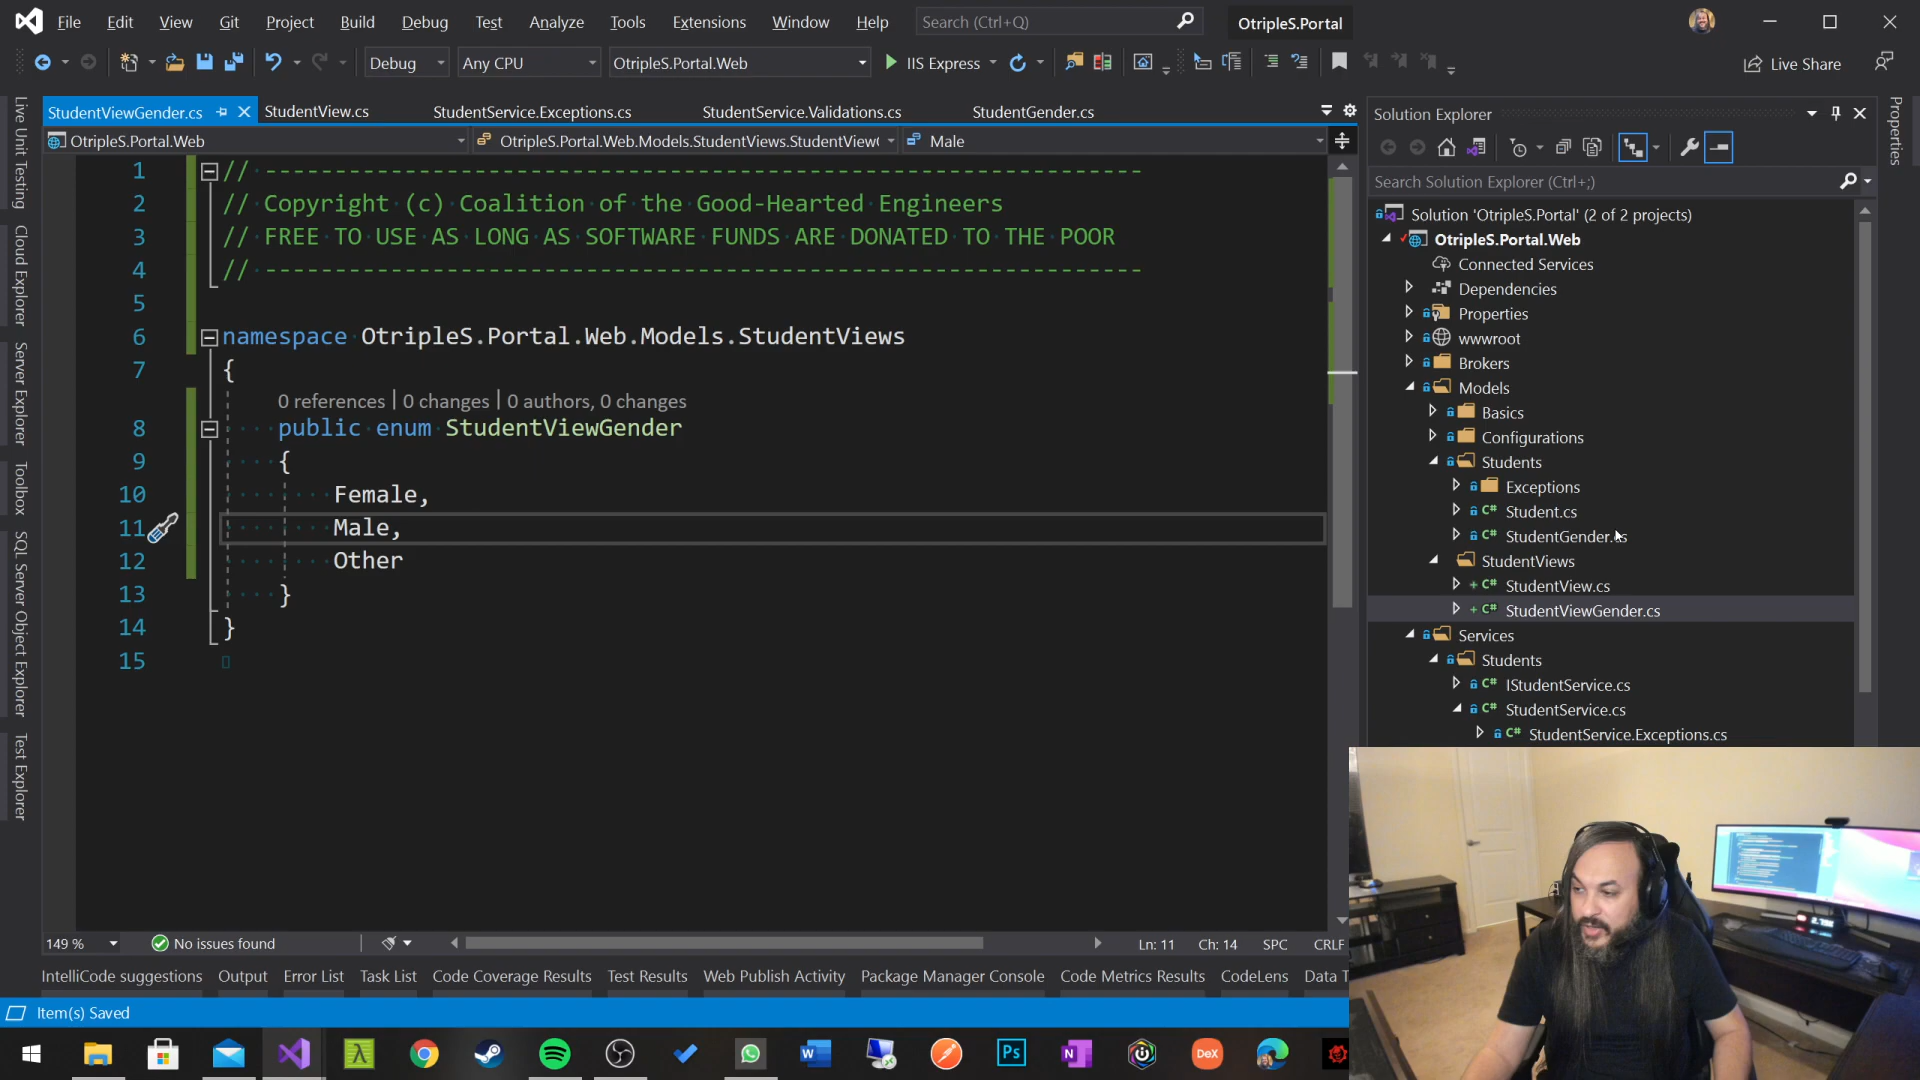 File Edit View Git Project Build Debug Test Analyze Tools Extensions Window Help Search (Ctrl+Q) OtripleS.Portal
Debug Any CPU OtripleS.Portal.Web IIS Express Live Share
StudentViewGender.cs StudentView.cs StudentService.Exceptions.cs StudentService.Validations.cs StudentGender.cs
OtripleS.Portal.Web OtripleS.Portal.Web.Models.StudentViews.StudentView Male
1 // ----------------------------------------------------------------
2 // Copyright (c) Coalition of the Good-Hearted Engineers
3 // FREE TO USE AS LONG AS SOFTWARE FUNDS ARE DONATED TO THE POOR
4 // ----------------------------------------------------------------
5
6 namespace OtripleS.Portal.Web.Models.StudentViews
7 {
0 references | 0 changes | 0 authors, 0 changes
8 public enum StudentViewGender
9 {
10 Female,
11 Male,
12 Other
13 }
14 }
15
149 % No issues found Ln: 11 Ch: 14 SPC CRLF
IntelliCode suggestions Output Error List Task List Code Coverage Results Test Results Web Publish Activity Package Manager Console Code Metrics Results CodeLens Data T
Item(s) Saved
Live Unit Testing
Cloud Explorer
Server Explorer
Toolbox
SQL Server Object Explorer
Test Explorer
Solution Explorer
Search Solution Explorer (Ctrl+;)
Solution 'OtripleS.Portal' (2 of 2 projects)
OtripleS.Portal.Web
Connected Services
Dependencies
Properties
wwwroot
Brokers
Models
Basics
Configurations
Students
Exceptions
C# Student.cs
C# StudentGender.cs
StudentViews
+ C# StudentView.cs
+ C# StudentViewGender.cs
Services
Students
C# IStudentService.cs
C# StudentService.cs
C# StudentService.Exceptions.cs
Properties
Ps
DeX